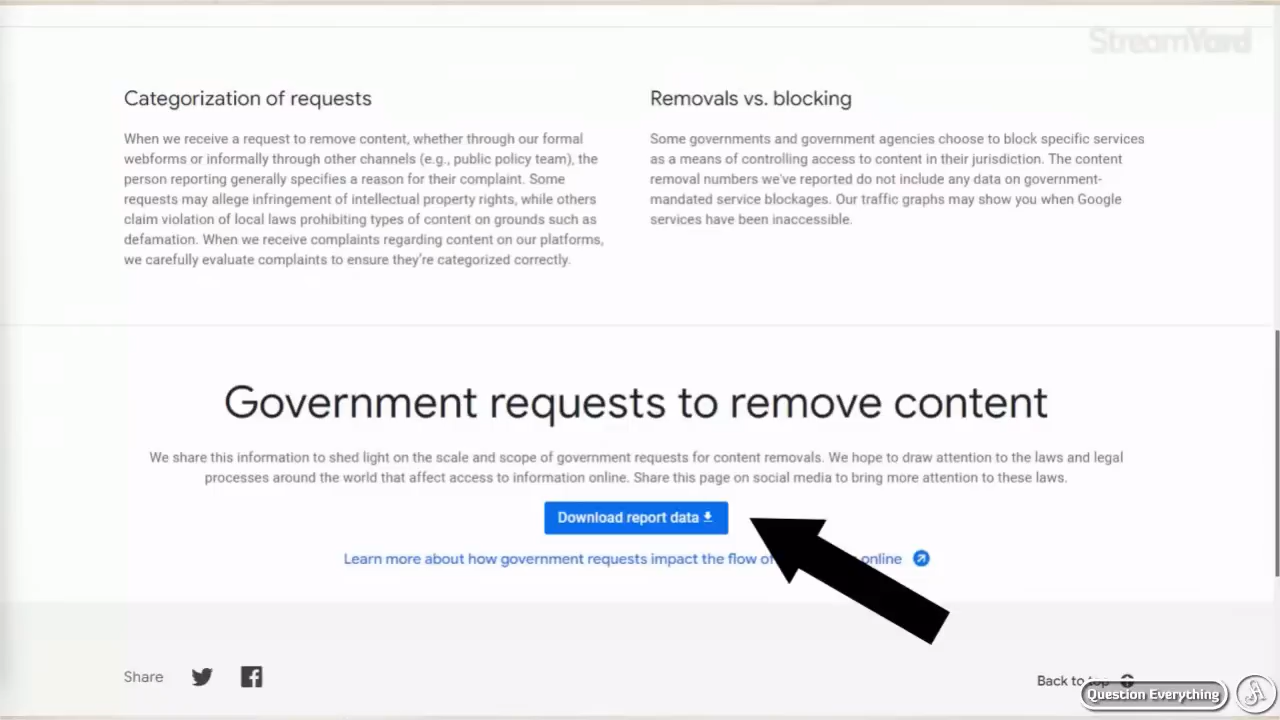 StreamYard
Categorization of requests
When we receive a request to remove content, whether through our formal
webforms or informally through other channels (e.g., public policy team), the
person reporting generally specifies a reason for their complaint. Some
requests may allege infringement of intellectual property rights, while others
claim violation of local laws prohibiting types of content on grounds such as
defamation. When we receive complaints regarding content on our platforms,
we carefully evaluate complaints to ensure they're categorized correctly.
Removals vs. blocking
Some governments and government agencies choose to block specific services
as a means of controlling access to content in their jurisdiction. The content
removal numbers we've reported do not include any data on government-
mandated service blockages. Our traffic graphs may show you when Google
services have been inaccessible.
Government requests to remove content
We share this information to shed light on the scale and scope of government requests for content removals. We hope to draw attention to the laws and legal
processes around the world that affect access to information online. Share this page on social media to bring more attention to these laws.
Download report data
Learn more about how government requests impact the flow of online
Share
Back to top
Question Everything